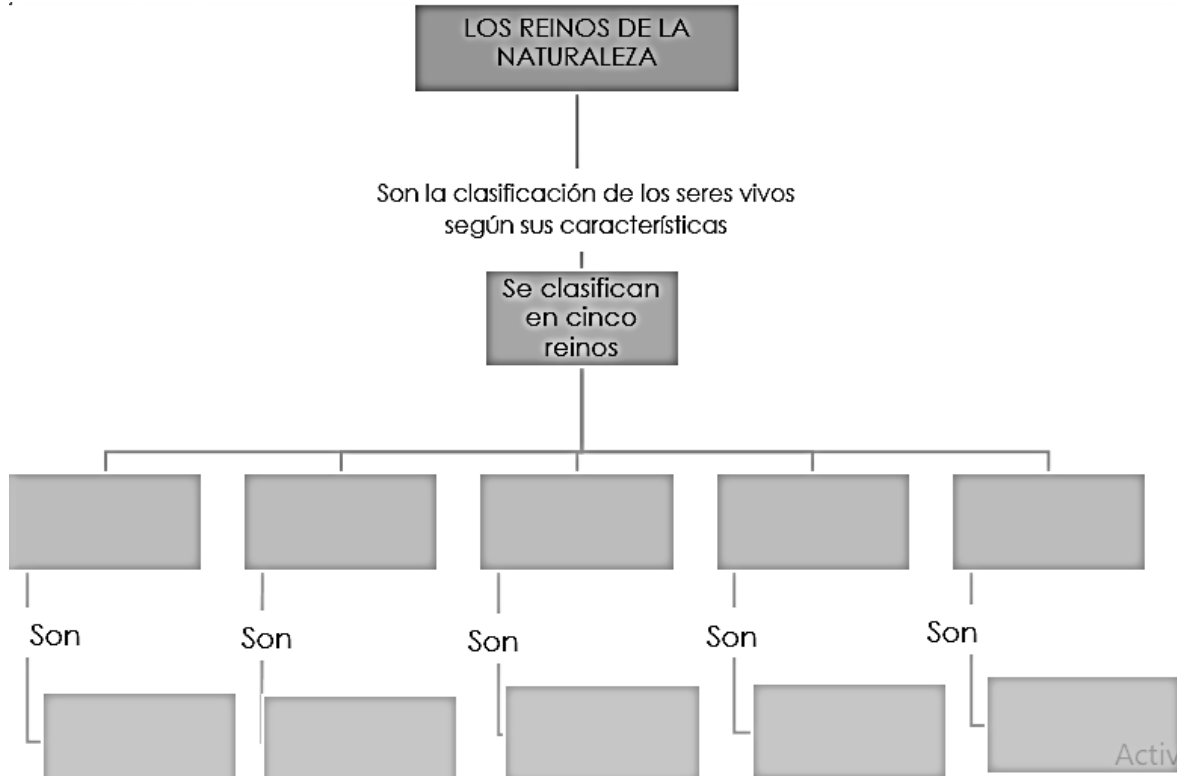 LOS REINOS DE LA
NATURALEZA
Son la clasificación de los seres vivos
según sus características
Se clasifican
en cinco
reinos
Son
Son
Son
Son
Son
Activ